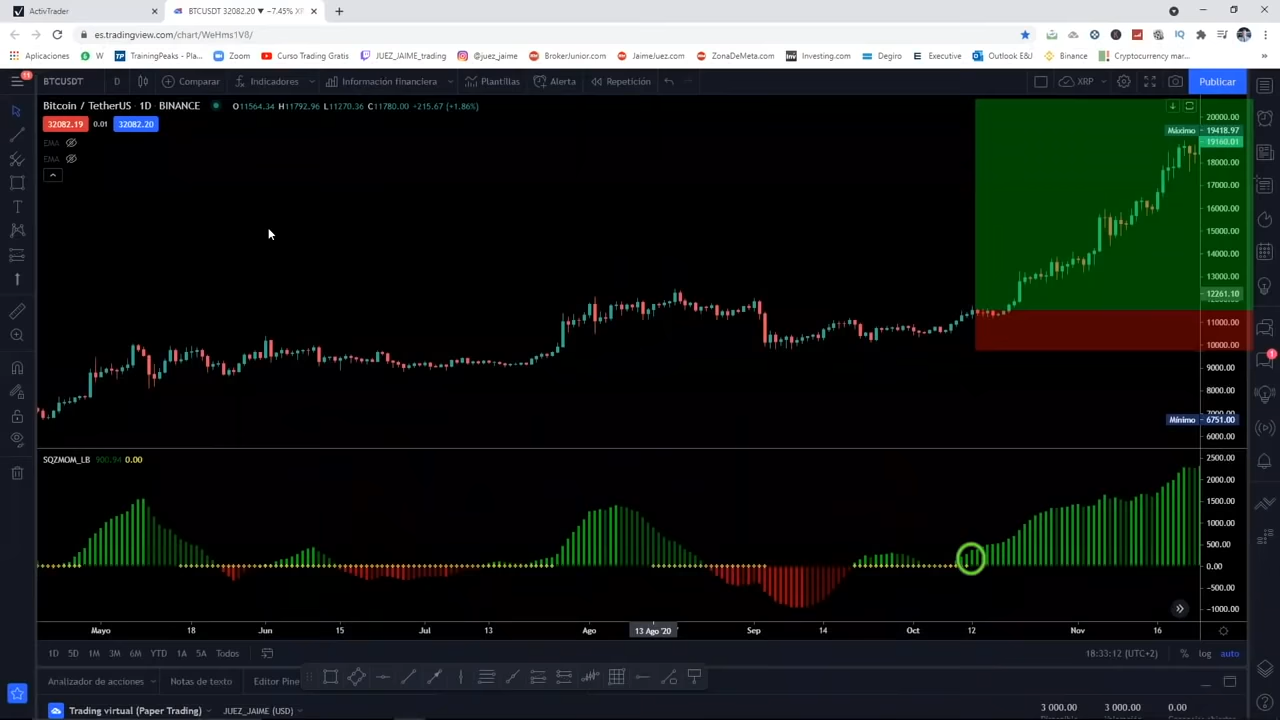 ActivTrader
BTCUSDT 32082.20 ▼ −7.45% XRP
es.tradingview.com/chart/WeHms1V8/
Aplicaciones W TrainingPeaks - Pla... Zoom Curso Trading Gratis JUEZ_JAIME_trading @juez_jaime BrokerJunior.com JaimeJuez.com ZonaDeMeta.com Investing.com Degiro Executive Outlook E&J Binance Cryptocurrency mar...
11 BTCUSDT D Comparar Indicadores Información financiera Plantillas Alerta Repetición XRP Publicar
Bitcoin / TetherUS · 1D · BINANCE O11564.34 H11792.96 L11270.36 C11780.00 +215.67 (+1.86%)
32082.19 0.01 32082.20
EMA
EMA
20000.00
Máximo 19418.97
19160.01
18000.00
17000.00
16000.00
15000.00
14000.00
13000.00
12261.10
11000.00
10000.00
9000.00
8000.00
Mínimo 6751.00
6000.00
SQZMOM_LB 900.94 0.00
2500.00
2000.00
1500.00
1000.00
500.00
0.00
-500.00
-1000.00
Mayo 18 Jun 15 Jul 13 Ago 13 Ago '20 Sep 14 Oct 12 Nov 16
1D 5D 1M 3M 6M YTD 1A 5A Todos 18:33:12 (UTC+2) % log auto
Analizador de acciones Notas de texto Editor Pine
Trading virtual (Paper Trading) JUEZ_JAIME (USD) 3 000.00 3 000.00 0.00